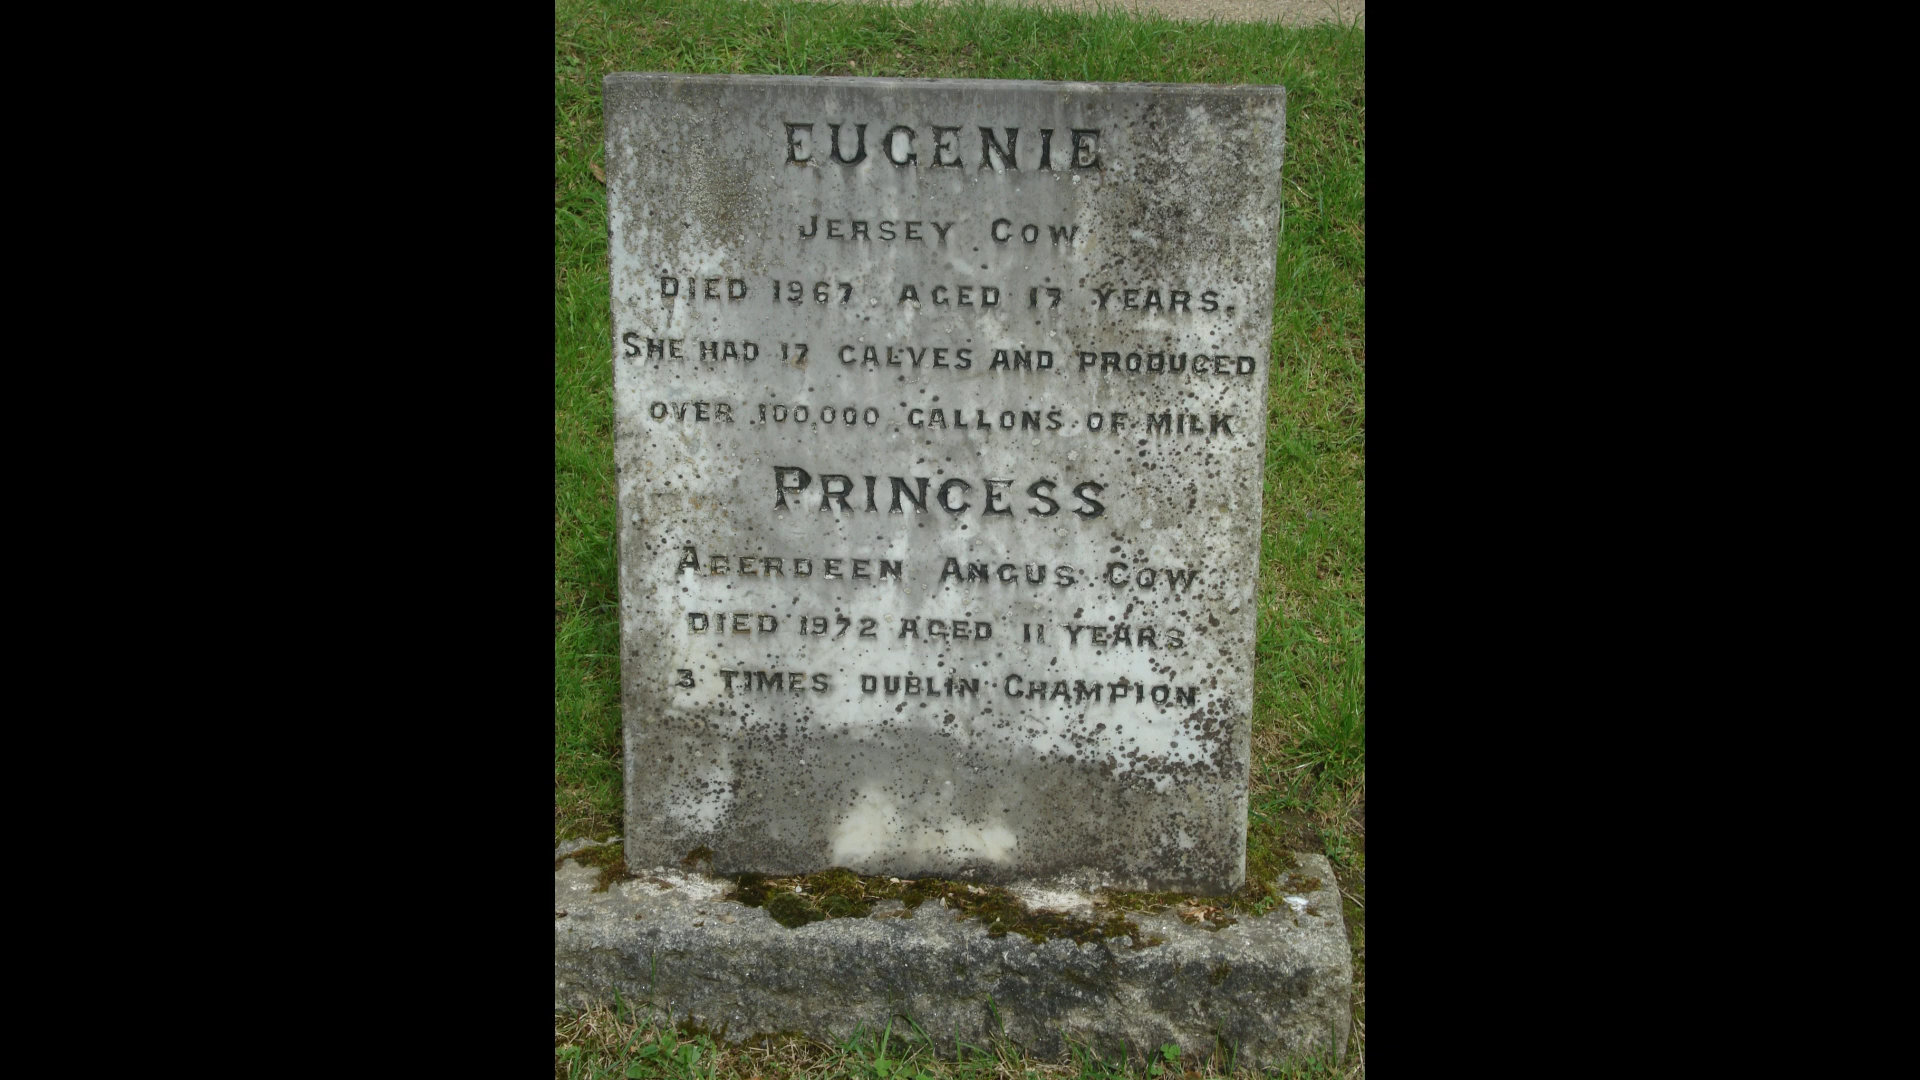 EUGENIE
JERSEY COW
DIED 1967. AGED 17 YEARS.
SHE HAD 17 CALVES AND PRODUCED
OVER 100,000 GALLONS OF MILK
PRINCESS
ABERDEEN ANGUS COW
DIED 1972 AGED 11 YEARS
3 TIMES DUBLIN CHAMPION